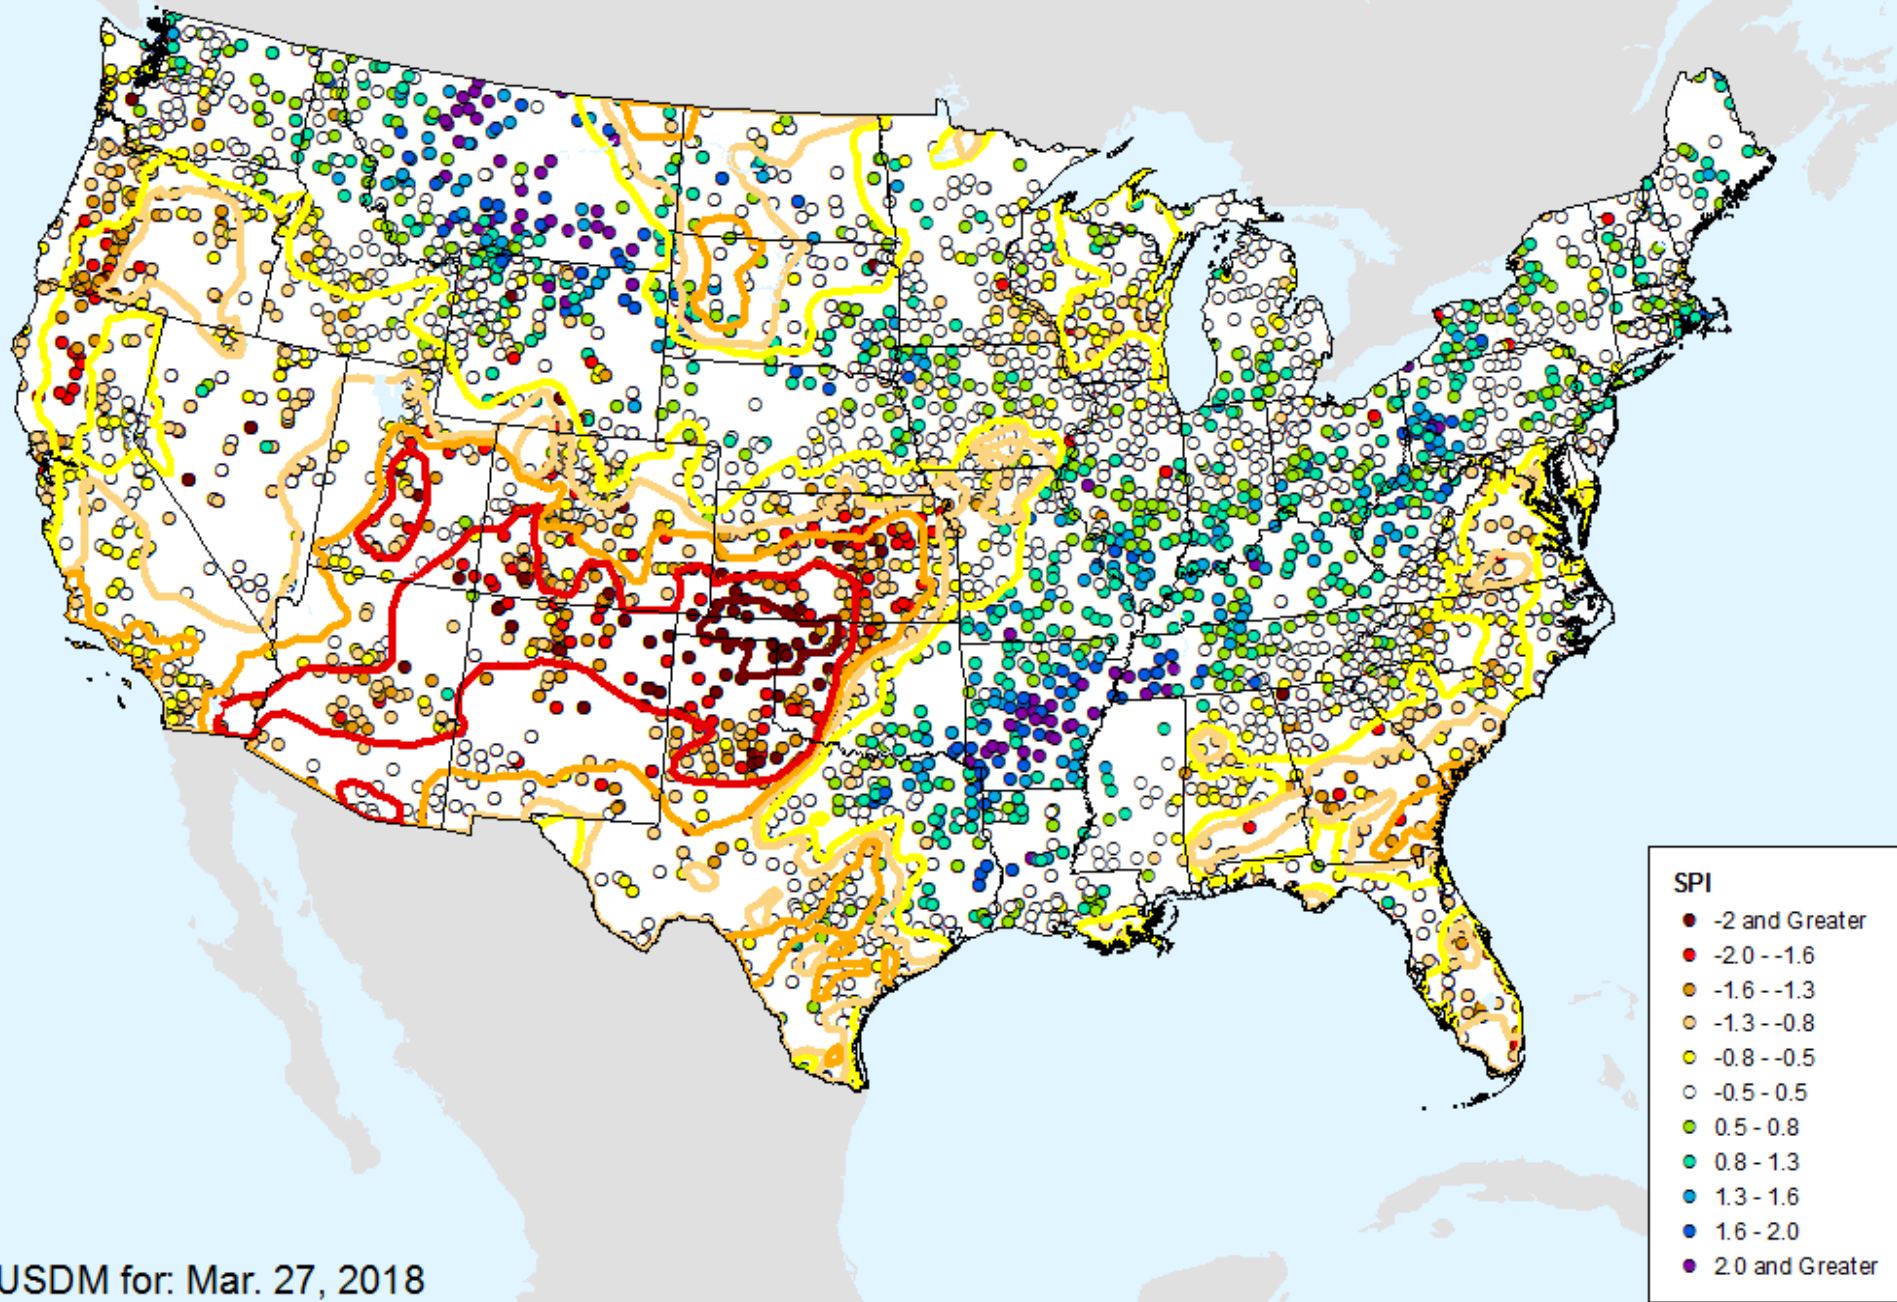 SPI
-2 and Greater
-2.0 - -1.6
-1.6 - -1.3
-1.3 - -0.8
-0.8 - -0.5
-0.5 - 0.5
0.5 - 0.8
0.8 - 1.3
1.3 - 1.6
1.6 - 2.0
2.0 and Greater
USDM for: Mar. 27, 2018